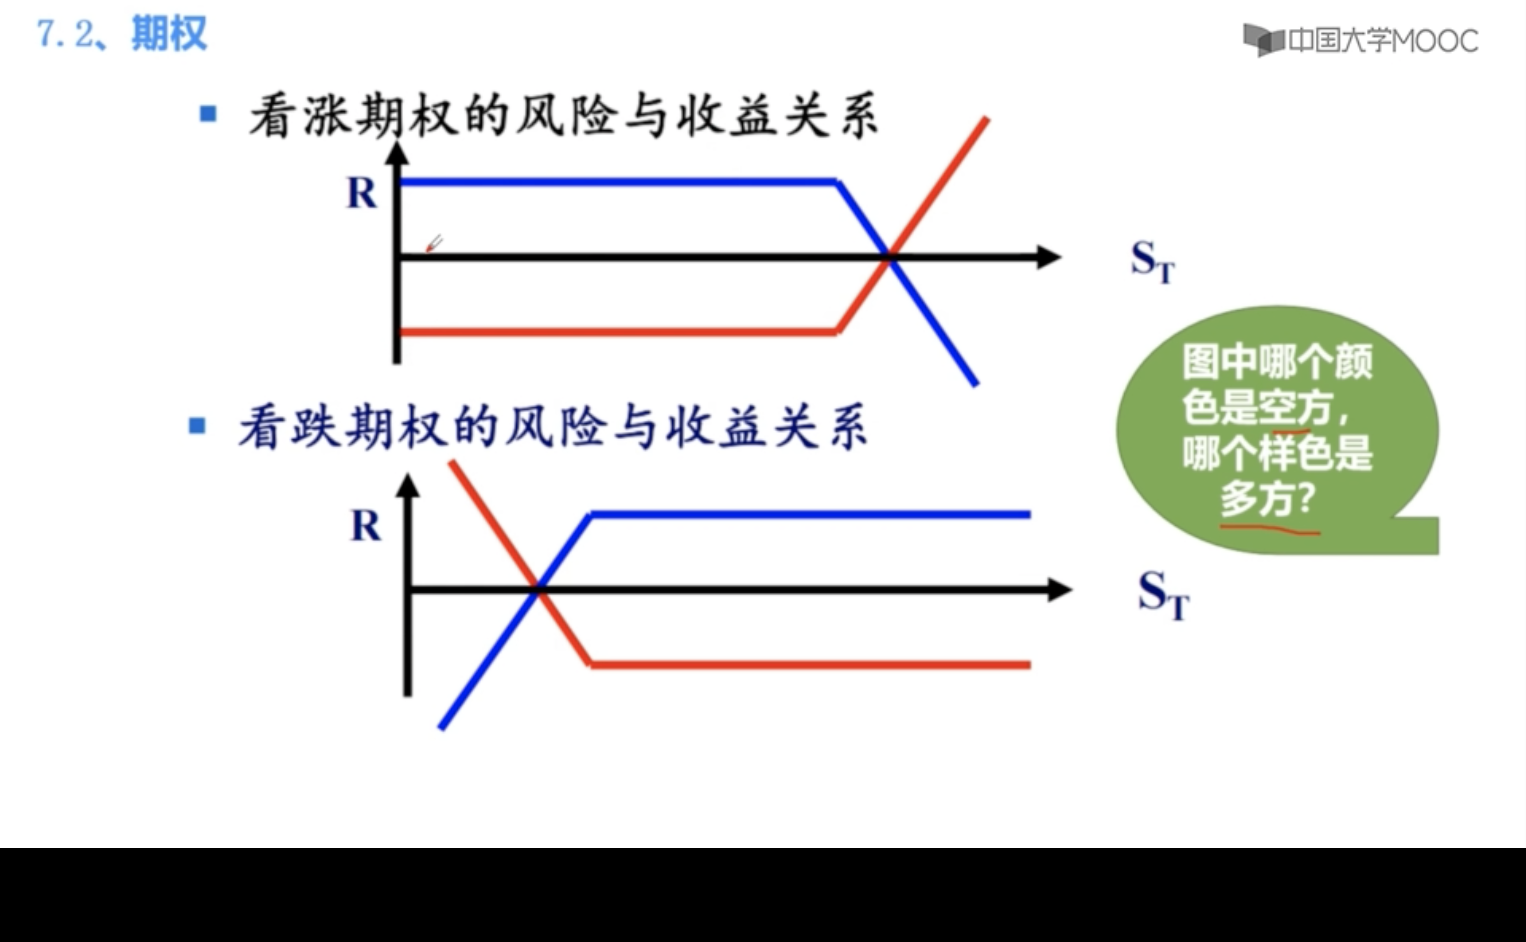 7.2、期权
中国大学MOOC
看涨期权的风险与收益关系
R
S_T
图中哪个颜
色是空方，
哪个样色是
多方？
看跌期权的风险与收益关系
R
S_T